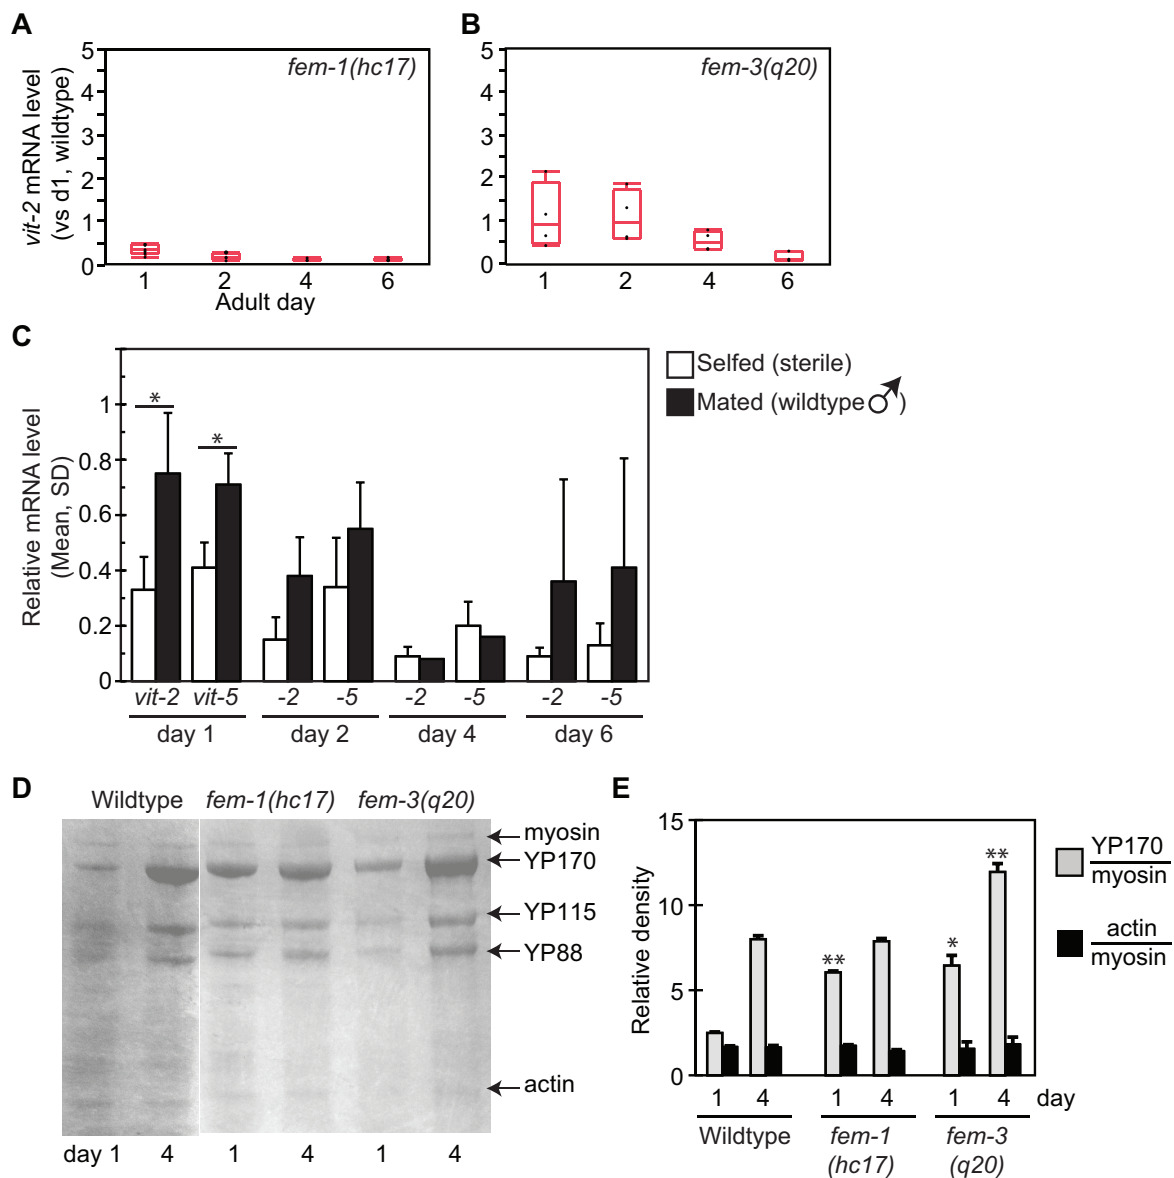 A
5
4
3
2
1
0
fem-1(hc17)
vit-2 mRNA level
(vs d1, wildtype)
1 2 4 6
Adult day
B
5
4
3
2
1
0
fem-3(q20)
1 2 4 6
C
1
0.8
0.6
0.4
0.2
0
Relative mRNA level
(Mean, SD)
*
*
Selfed (sterile)
Mated (wildtype ♂)
vit-2 vit-5 -2 -5 -2 -5 -2 -5
day 1 day 2 day 4 day 6
D
Wildtype fem-1(hc17) fem-3(q20)
myosin
YP170
YP115
YP88
actin
day 1 4 1 4 1 4
E
15
10
5
0
Relative density
**
*
**
YP170
myosin
actin
myosin
1 4 1 4 1 4 day
Wildtype fem-1 fem-3
(hc17) (q20)